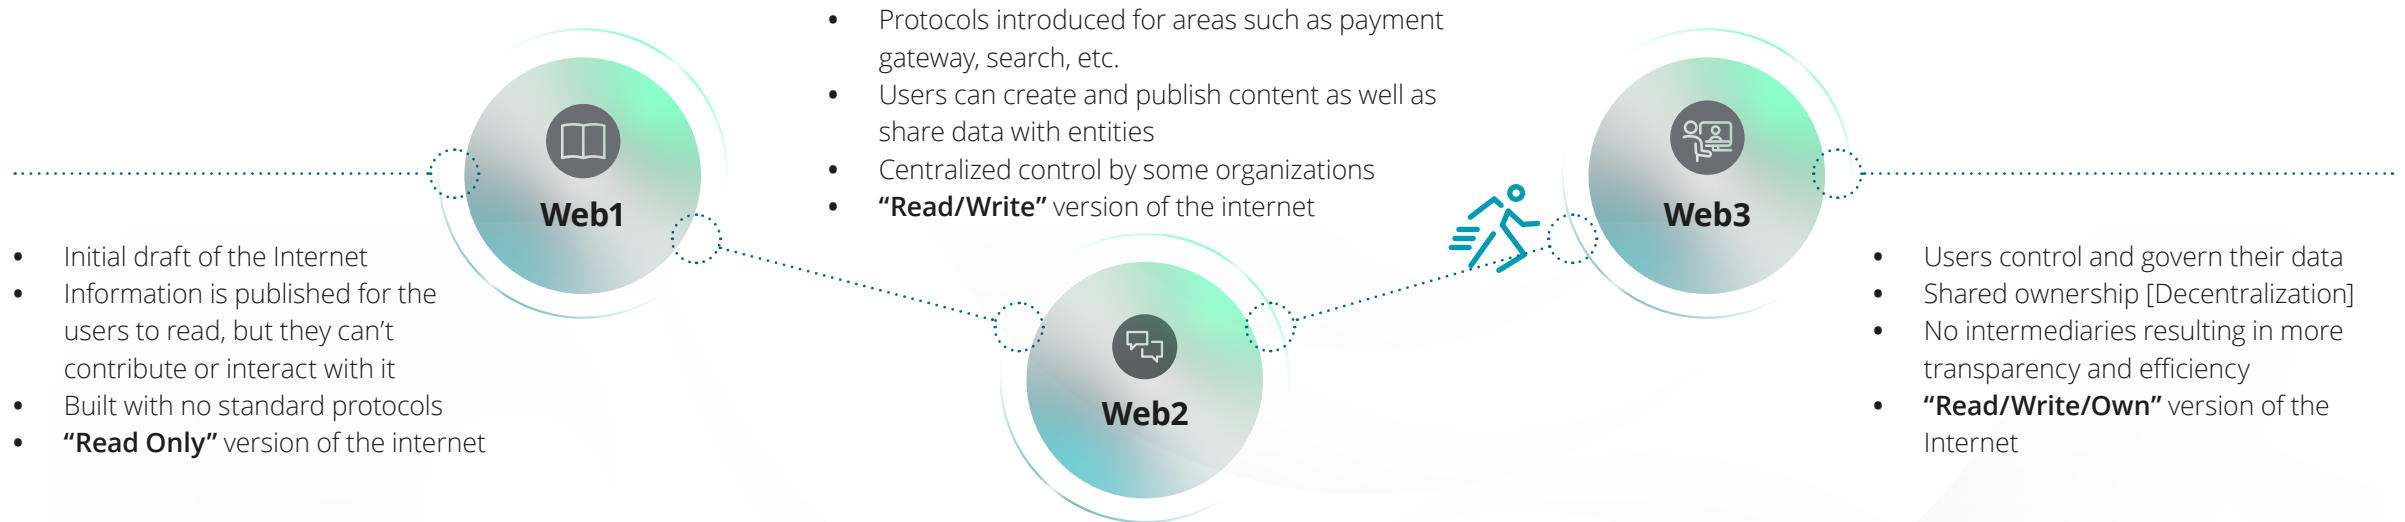 Web1
• Initial draft of the Internet
• Information is published for the
users to read, but they can’t
contribute or interact with it
• Built with no standard protocols
• “Read Only” version of the internet
• Protocols introduced for areas such as payment
gateway, search, etc.
• Users can create and publish content as well as
share data with entities
• Centralized control by some organizations
• “Read/Write” version of the internet
Web2
Web3
• Users control and govern their data
• Shared ownership [Decentralization]
• No intermediaries resulting in more
transparency and efficiency
• “Read/Write/Own” version of the
Internet